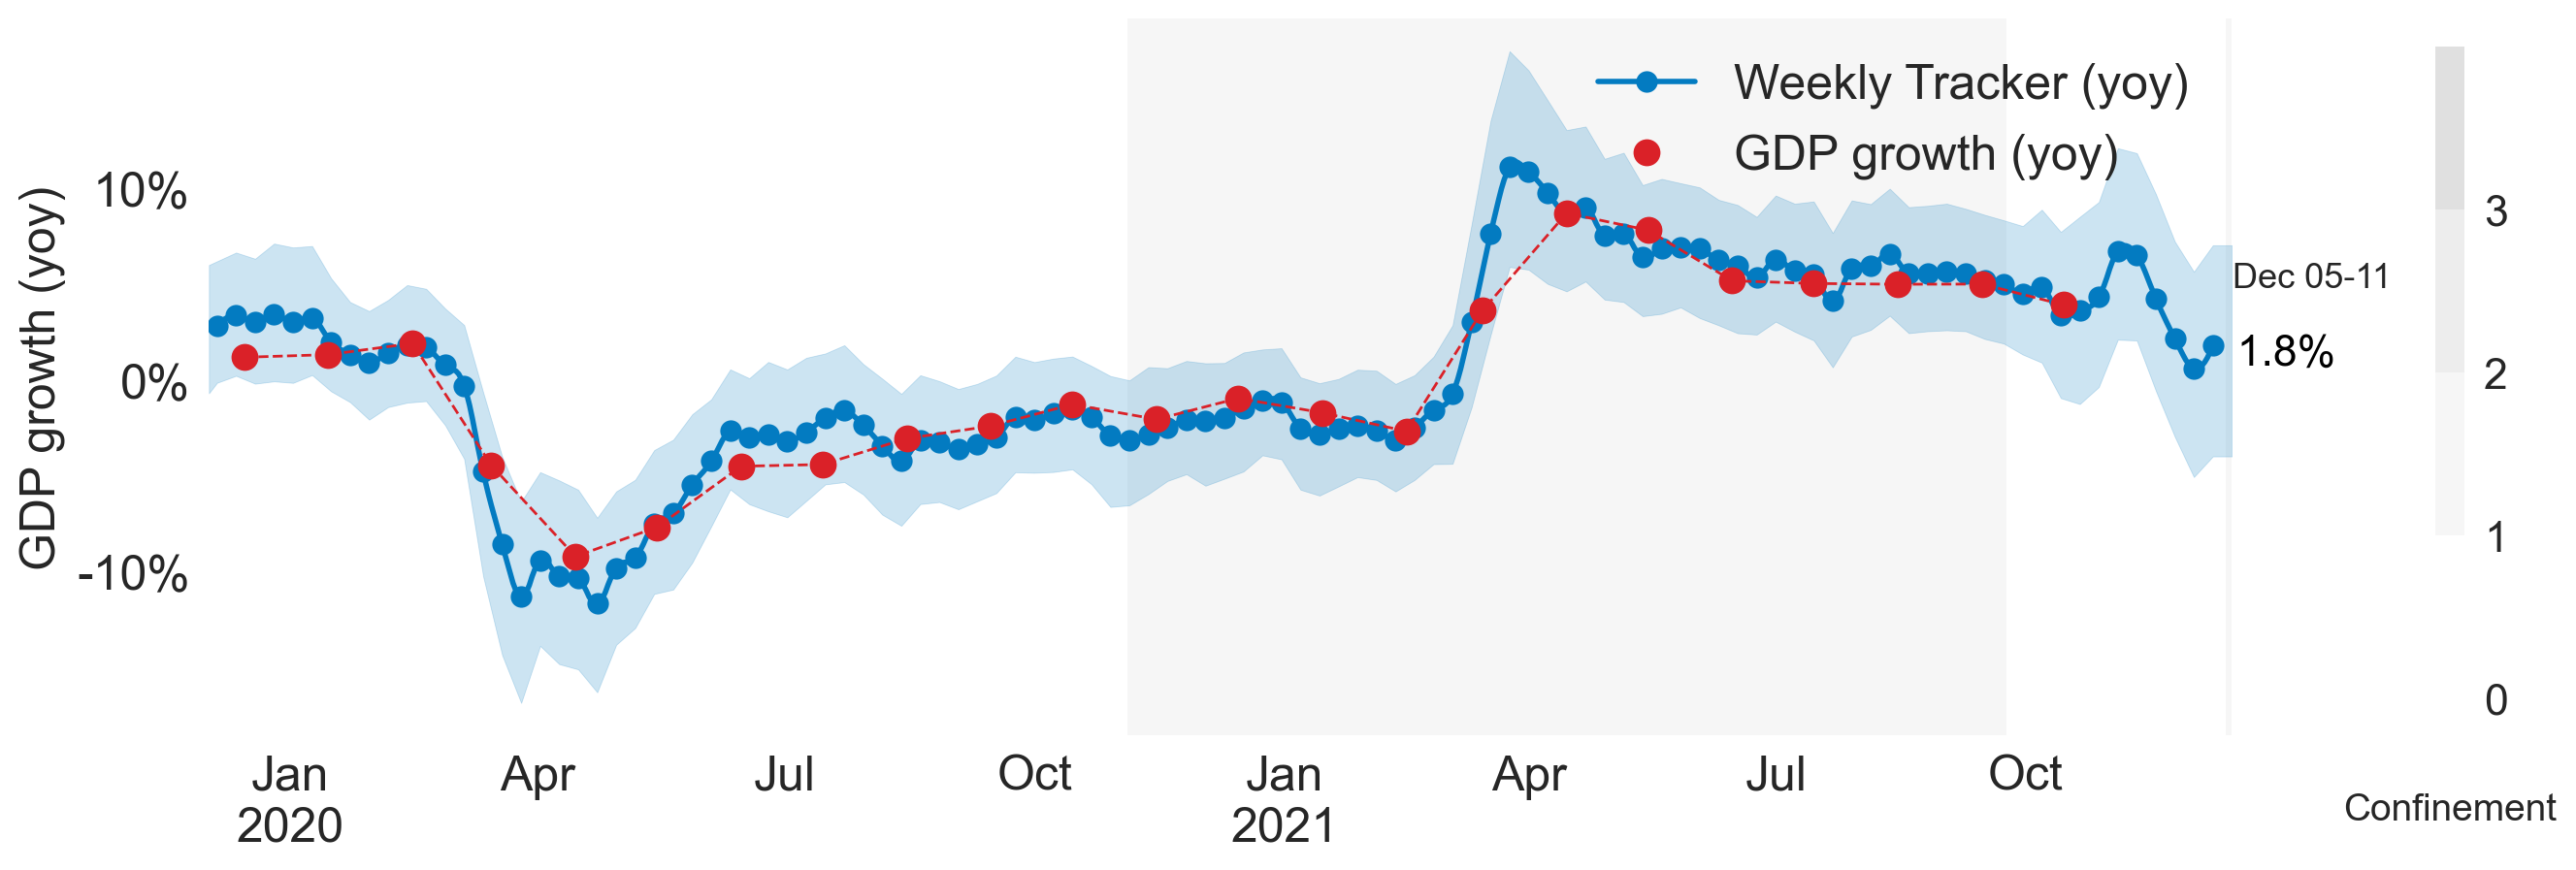 Weekly Tracker (yoy)
GDP growth (yoy)
GDP growth (yoy)
10%
0%
-10%
Dec 05-11
1.8%
3
2
1
0
Jan Apr Jul Oct Jan Apr Jul Oct
2020 2021
Confinement